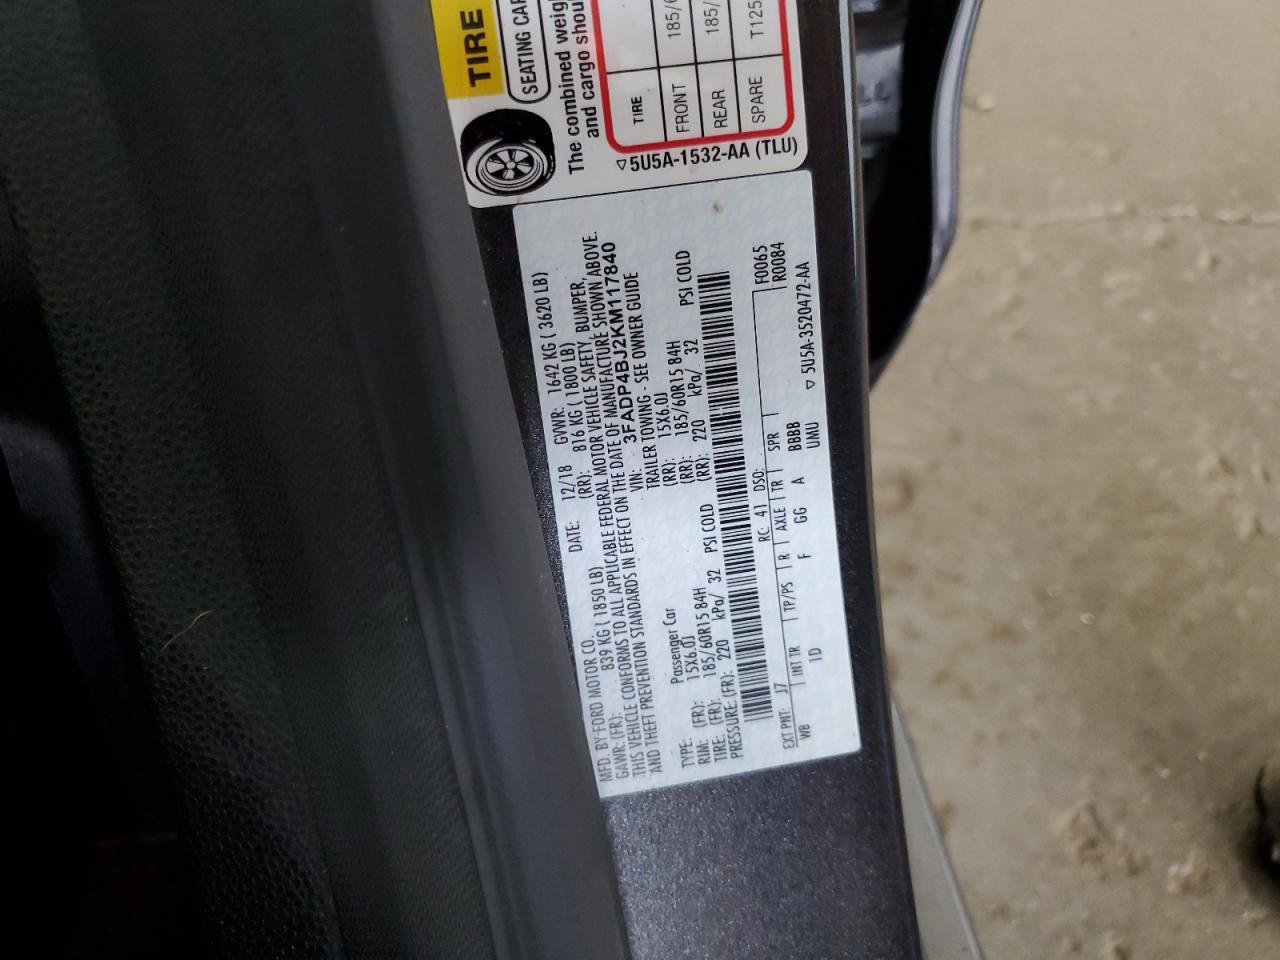 TIRE
SEATING CAP
The combined weigh
and cargo shou
TIRE
FRONT 185/6
REAR 185/
SPARE T125
▽5U5A-1532-AA (TLU)
MFD. BY FORD MOTOR CO. DATE: 12/18 GVWR: 1642 KG ( 3620 LB)
GAWR: (FR): 839 KG ( 1850 LB) (RR): 816 KG ( 1800 LB)
THIS VEHICLE CONFORMS TO ALL APPLICABLE FEDERAL MOTOR VEHICLE SAFETY, BUMPER,
AND THEFT PREVENTION STANDARDS IN EFFECT ON THE DATE OF MANUFACTURE SHOWN ABOVE.
VIN: 3FADP4BJ2KM117840
TYPE: Passenger Car TRAILER TOWING - SEE OWNER GUIDE
RIM: (FR): 15X6.0J (RR): 15X6.0J
TIRE: (FR): 185/60R15 84H (RR): 185/60R15 84H
PRESSURE: (FR): 220 kPa/ 32 PSI COLD (RR): 220 kPa/ 32 PSI COLD
F0065
EXT PNT: J7 RC: 41 DSO: R0084
WB INT TR TP/PS R AXLE TR SPR
1D F GG A BBBB
UNU
▽ 5U5A-3520472-AA